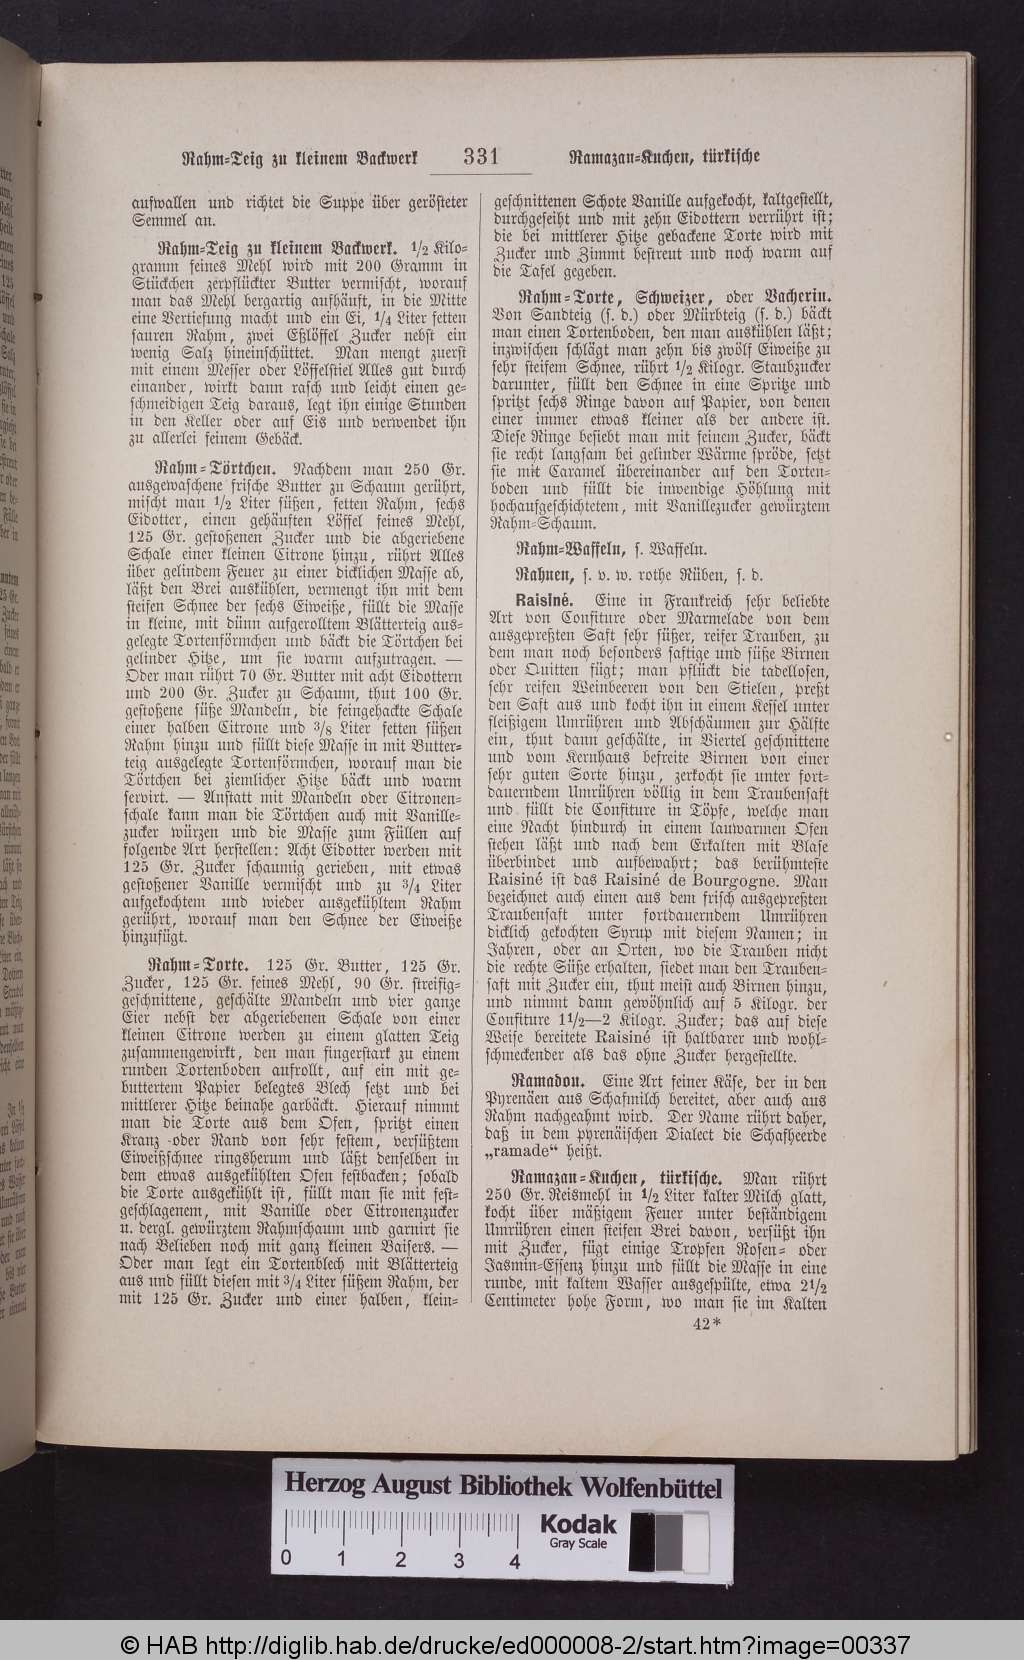 Rahm-Teig zu kleinem Backwerk 331 Ramazan-Kuchen, türkische
aufwallen und richtet die Suppe über gerösteter
Semmel an.
Rahm-Teig zu kleinem Backwerk. 1/2 Kilo-
gramm feines Mehl wird mit 200 Gramm in
Stückchen zerpflückter Butter vermischt, worauf
man das Mehl bergartig aufhäuft, in die Mitte
eine Vertiefung macht und ein Ei, 1/4 Liter fetten
sauren Rahm, zwei Eßlöffel Zucker nebst ein
wenig Salz hineinschüttet. Man mengt zuerst
mit einem Messer oder Löffelstiel Alles gut durch
einander, wirkt dann rasch und leicht einen ge-
schmeidigen Teig daraus, legt ihn einige Stunden
in den Keller oder auf Eis und verwendet ihn
zu allerlei feinem Gebäck.
Rahm-Törtchen. Nachdem man 250 Gr.
ausgewaschene frische Butter zu Schaum gerührt,
mischt man 1/2 Liter süßen, fetten Rahm, sechs
Eidotter, einen gehäuften Löffel feines Mehl,
125 Gr. gestoßenen Zucker und die abgeriebene
Schale einer kleinen Citrone hinzu, rührt Alles
über gelindem Feuer zu einer dicklichen Masse ab,
läßt den Brei auskühlen, vermengt ihn mit dem
steifen Schnee der sechs Eiweiße, füllt die Masse
in kleine, mit dünn aufgerolltem Blätterteig aus-
gelegte Tortenförmchen und bäckt die Törtchen bei
gelinder Hitze, um sie warm aufzutragen. —
Oder man rührt 70 Gr. Butter mit acht Eidottern
und 200 Gr. Zucker zu Schaum, thut 100 Gr.
gestoßene süße Mandeln, die feingehackte Schale
einer halben Citrone und 3/8 Liter fetten süßen
Rahm hinzu und füllt diese Masse in mit Butter-
teig ausgelegte Tortenförmchen, worauf man die
Törtchen bei ziemlicher Hitze bäckt und warm
servirt. — Anstatt mit Mandeln oder Citronen-
schale kann man die Törtchen auch mit Vanille-
zucker würzen und die Masse zum Füllen auf
folgende Art herstellen: Acht Eidotter werden mit
125 Gr. Zucker schaumig gerieben, mit etwas
gestoßener Vanille vermischt und zu 3/4 Liter
aufgekochtem und wieder ausgekühltem Rahm
gerührt, worauf man den Schnee der Eiweiße
hinzufügt.
Rahm-Torte. 125 Gr. Butter, 125 Gr.
Zucker, 125 Gr. feines Mehl, 90 Gr. streifig-
geschnittene, geschälte Mandeln und vier ganze
Eier nebst der abgeriebenen Schale von einer
kleinen Citrone werden zu einem glatten Teig
zusammengewirkt, den man fingerstark zu einem
runden Tortenboden aufrollt, auf ein mit ge-
buttertem Papier belegtes Blech setzt und bei
mittlerer Hitze beinahe garbäckt. Hierauf nimmt
man die Torte aus dem Ofen, spritzt einen
Kranz oder Rand von sehr festem, versüßtem
Eiweißschnee ringsherum und läßt denselben in
dem etwas ausgekühlten Ofen festbacken; sobald
die Torte ausgekühlt ist, füllt man sie mit fest-
geschlagenem, mit Vanille oder Citronenzucker
u. dergl. gewürztem Rahmschaum und garnirt sie
nach Belieben noch mit ganz kleinen Baisers. —
Oder man legt ein Tortenblech mit Blätterteig
aus und füllt diesen mit 3/4 Liter süßem Rahm, der
mit 125 Gr. Zucker und einer halben, klein-
geschnittenen Schote Vanille aufgekocht, kaltgestellt,
durchgeseiht und mit zehn Eidottern verrührt ist;
die bei mittlerer Hitze gebackene Torte wird mit
Zucker und Zimmt bestreut und noch warm auf
die Tafel gegeben.
Rahm-Torte, Schweizer, oder Vacherin.
Von Sandteig (s. d.) oder Mürbteig (s. d.) bäckt
man einen Tortenboden, den man auskühlen läßt;
inzwischen schlägt man zehn bis zwölf Eiweiße zu
sehr steifem Schnee, rührt 1/2 Kilogr. Staubzucker
darunter, füllt den Schnee in eine Spritze und
spritzt sechs Ringe davon auf Papier, von denen
einer immer etwas kleiner als der andere ist.
Diese Ringe besiebt man mit feinem Zucker, bäckt
sie recht langsam bei gelinder Wärme spröde, setzt
sie mit Caramel übereinander auf den Torten-
boden und füllt die inwendige Höhlung mit
hochaufgeschichtetem, mit Vanillezucker gewürztem
Rahm-Schaum.
Rahm-Waffeln, s. Waffeln.
Rahnen, s. v. w. rothe Rüben, s. d.
Raisiné. Eine in Frankreich sehr beliebte
Art von Confiture oder Marmelade von dem
ausgepreßten Saft sehr süßer, reifer Trauben, zu
dem man noch besonders saftige und süße Birnen
oder Quitten fügt; man pflückt die tadellosen,
sehr reifen Weinbeeren von den Stielen, preßt
den Saft aus und kocht ihn in einem Kessel unter
fleißigem Umrühren und Abschäumen zur Hälfte
ein, thut dann geschälte, in Viertel geschnittene
und vom Kernhaus befreite Birnen von einer
sehr guten Sorte hinzu, zerkocht sie unter fort-
dauerndem Umrühren völlig in dem Traubensaft
und füllt die Confiture in Töpfe, welche man
eine Nacht hindurch in einem lauwarmen Ofen
stehen läßt und nach dem Erkalten mit Blase
überbindet und aufbewahrt; das berühmteste
Raisiné ist das Raisiné de Bourgogne. Man
bezeichnet auch einen aus dem frisch ausgepreßten
Traubensaft unter fortdauerndem Umrühren
dicklich gekochten Syrup mit diesem Namen; in
Jahren, oder an Orten, wo die Trauben nicht
die rechte Süße erhalten, siedet man den Trauben-
saft mit Zucker ein, thut meist auch Birnen hinzu,
und nimmt dann gewöhnlich auf 5 Kilogr. der
Confiture 11/2—2 Kilogr. Zucker; das auf diese
Weise bereitete Raisiné ist haltbarer und wohl-
schmeckender als das ohne Zucker hergestellte.
Ramadou. Eine Art feiner Käse, der in den
Pyrenäen aus Schafmilch bereitet, aber auch aus
Rahm nachgeahmt wird. Der Name rührt daher,
daß in dem pyrenäischen Dialect die Schafheerde
„ramade“ heißt.
Ramazan-Kuchen, türkische. Man rührt
250 Gr. Reismehl in 1/2 Liter kalter Milch glatt,
kocht über mäßigem Feuer unter beständigem
Umrühren einen steifen Brei davon, versüßt ihn
mit Zucker, fügt einige Tropfen Rosen- oder
Jasmin-Essenz hinzu und füllt die Masse in eine
runde, mit kaltem Wasser ausgespülte, etwa 21/2
Centimeter hohe Form, wo man sie im Kalten
42*
Herzog August Bibliothek Wolfenbüttel
0 1 2 3 4
Kodak
Gray Scale
© HAB http://diglib.hab.de/drucke/ed000008-2/start.htm?image=00337